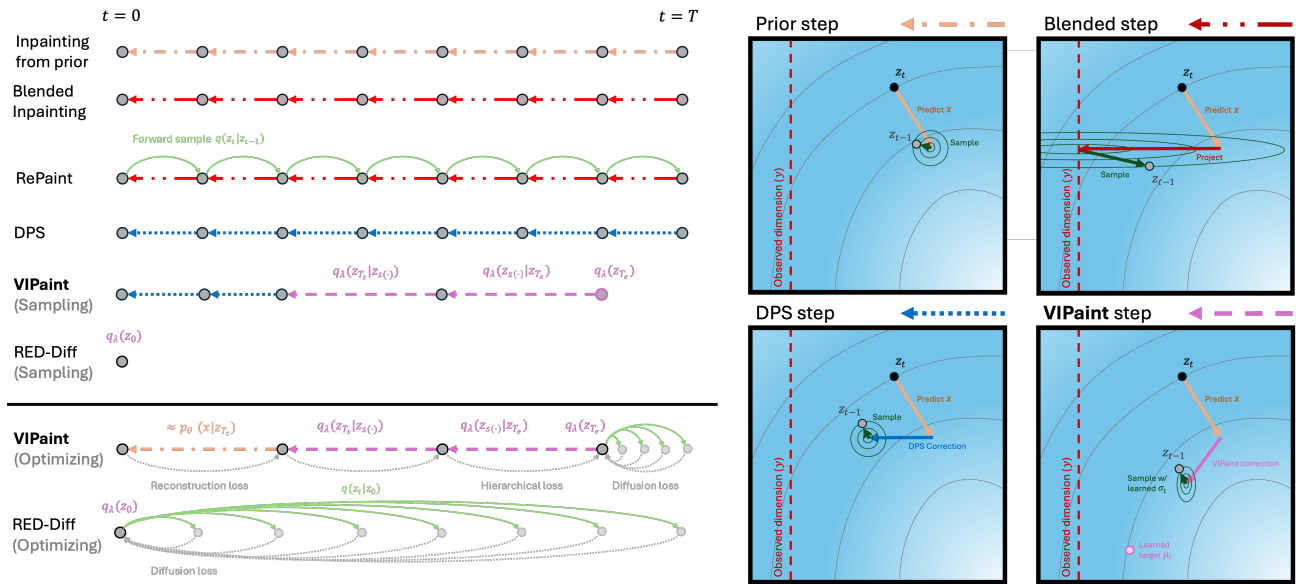 t = 0
t = T
Inpainting
from prior
Blended
Inpainting
Forward sample q(z_t|z_{t-1})
RePaint
DPS
VIPaint
(Sampling)
q_λ(z_{T_s}|z_{s(·)})
q_λ(z_{s(·)}|z_{T_e})
q_λ(z_{T_e})
RED-Diff
(Sampling)
q_λ(z_0)
VIPaint
(Optimizing)
≈ p_θ (x|z_{T_s})
q_λ(z_{T_s}|z_{s(·)})
q_λ(z_{s(·)}|z_{T_e})
q_λ(z_{T_e})
Reconstruction loss
Hierarchical loss
Diffusion loss
RED-Diff
(Optimizing)
q_λ(z_0)
q(z_t|z_0)
Diffusion loss
Prior step
z_t
Predict x
z_{t-1}
Sample
Observed dimension (y)
Blended step
z_t
Predict x
Project
Sample
z_{t-1}
Observed dimension (y)
DPS step
z_t
Predict x
z_{t-1}
Sample
DPS Correction
Observed dimension (y)
VIPaint step
z_t
Predict x
VIPaint correction
z_{t-1}
Sample w/
learned σ_t
Learned
target μ_t
Observed dimension (y)